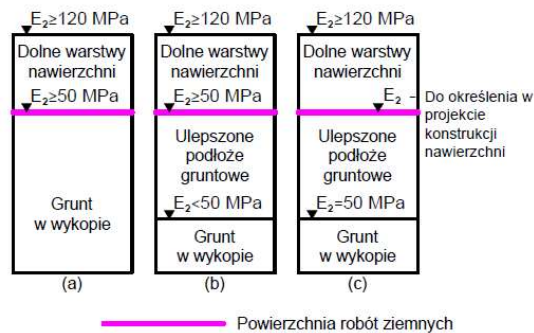 E₂≥120 MPa
Dolne warstwy
nawierzchni
E₂≥50 MPa
Grunt
w wykopie
(a)
E₂≥120 MPa
Dolne warstwy
nawierzchni
E₂≥50 MPa
Ulepszone
podłoże
gruntowe
E₂<50 MPa
Grunt
w wykopie
(b)
E₂≥120 MPa
Dolne warstwy
nawierzchni
E₂ - Do określenia w
projekcie
konstrukcji
nawierzchni
Ulepszone
podłoże
gruntowe
E₂=50 MPa
Grunt
w wykopie
(c)
Powierzchnia robót ziemnych